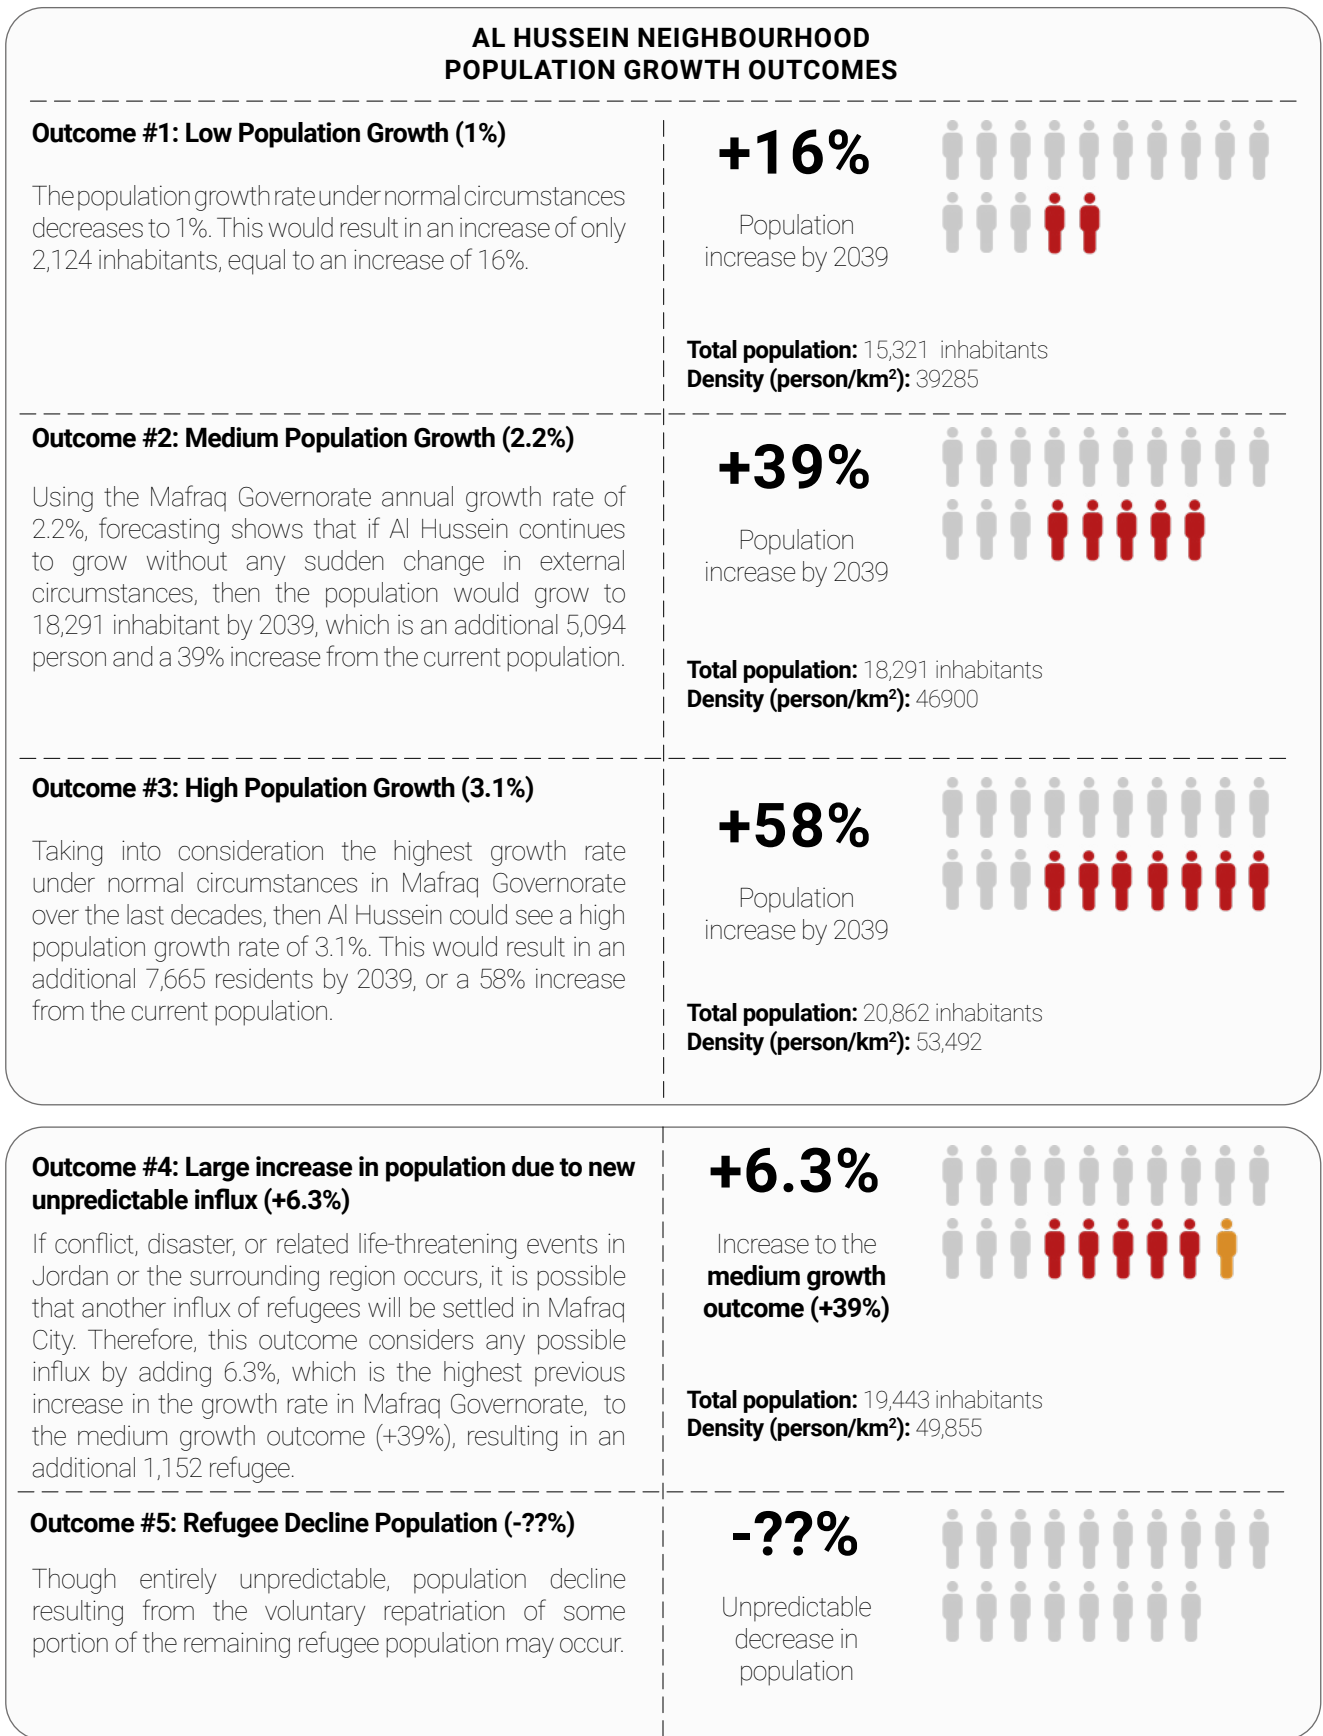 AL HUSSEIN NEIGHBOURHOOD
POPULATION GROWTH OUTCOMES
Outcome #1: Low Population Growth (1%)
The population growth rate under normal circumstances
decreases to 1%. This would result in an increase of only
2,124 inhabitants, equal to an increase of 16%.
+16%
Population
increase by 2039
Total population: 15,321 inhabitants
Density (person/km²): 39285
Outcome #2: Medium Population Growth (2.2%)
Using the Mafraq Governorate annual growth rate of
2.2%, forecasting shows that if Al Hussein continues
to grow without any sudden change in external
circumstances, then the population would grow to
18,291 inhabitant by 2039, which is an additional 5,094
person and a 39% increase from the current population.
+39%
Population
increase by 2039
Total population: 18,291 inhabitants
Density (person/km²): 46900
Outcome #3: High Population Growth (3.1%)
Taking into consideration the highest growth rate
under normal circumstances in Mafraq Governorate
over the last decades, then Al Hussein could see a high
population growth rate of 3.1%. This would result in an
additional 7,665 residents by 2039, or a 58% increase
from the current population.
+58%
Population
increase by 2039
Total population: 20,862 inhabitants
Density (person/km²): 53,492
Outcome #4: Large increase in population due to new
unpredictable influx (+6.3%)
If conflict, disaster, or related life-threatening events in
Jordan or the surrounding region occurs, it is possible
that another influx of refugees will be settled in Mafraq
City. Therefore, this outcome considers any possible
influx by adding 6.3%, which is the highest previous
increase in the growth rate in Mafraq Governorate, to
the medium growth outcome (+39%), resulting in an
additional 1,152 refugee.
+6.3%
Increase to the
medium growth
outcome (+39%)
Total population: 19,443 inhabitants
Density (person/km²): 49,855
Outcome #5: Refugee Decline Population (-??%)
Though entirely unpredictable, population decline
resulting from the voluntary repatriation of some
portion of the remaining refugee population may occur.
-??%
Unpredictable
decrease in
population